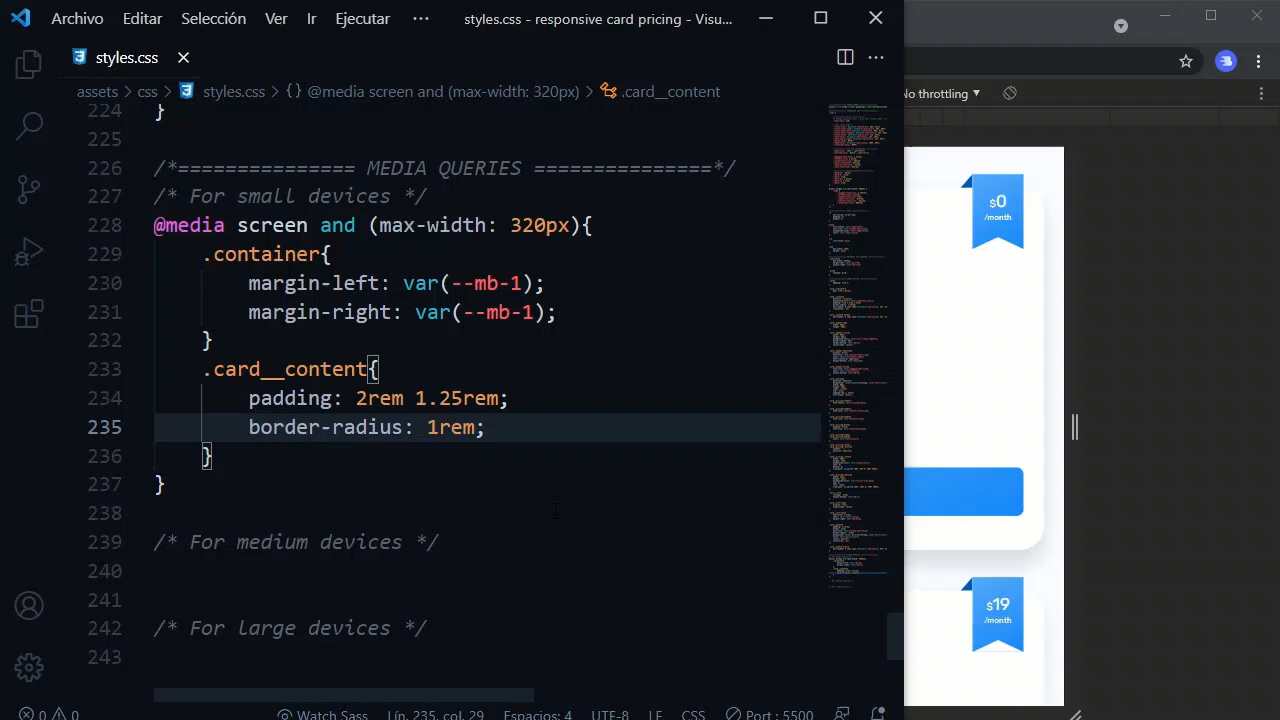 Archivo Editar Selección Ver Ir Ejecutar ··· styles.css - responsive card pricing - Visu...
styles.css
assets > css > styles.css > {} @media screen and (max-width: 320px) > .card__content
No throttling
224 }
225
226 *=============== MEDIA QUERIES ===============*/
227 /* For small devices */
228 @media screen and (max-width: 320px){
229 .container{
230 margin-left: var(--mb-1);
231 margin-right: var(--mb-1);
232 }
233 .card__content{
234 padding: 2rem 1.25rem;
235 border-radius: 1rem;
236 }
237 }
238
239 /* For medium devices */
240
241
242 /* For large devices */
243
$0
/month
$19
/month
0 0 Watch Sass Lín. 235, col. 29 Espacios: 4 UTF-8 LF CSS Port : 5500